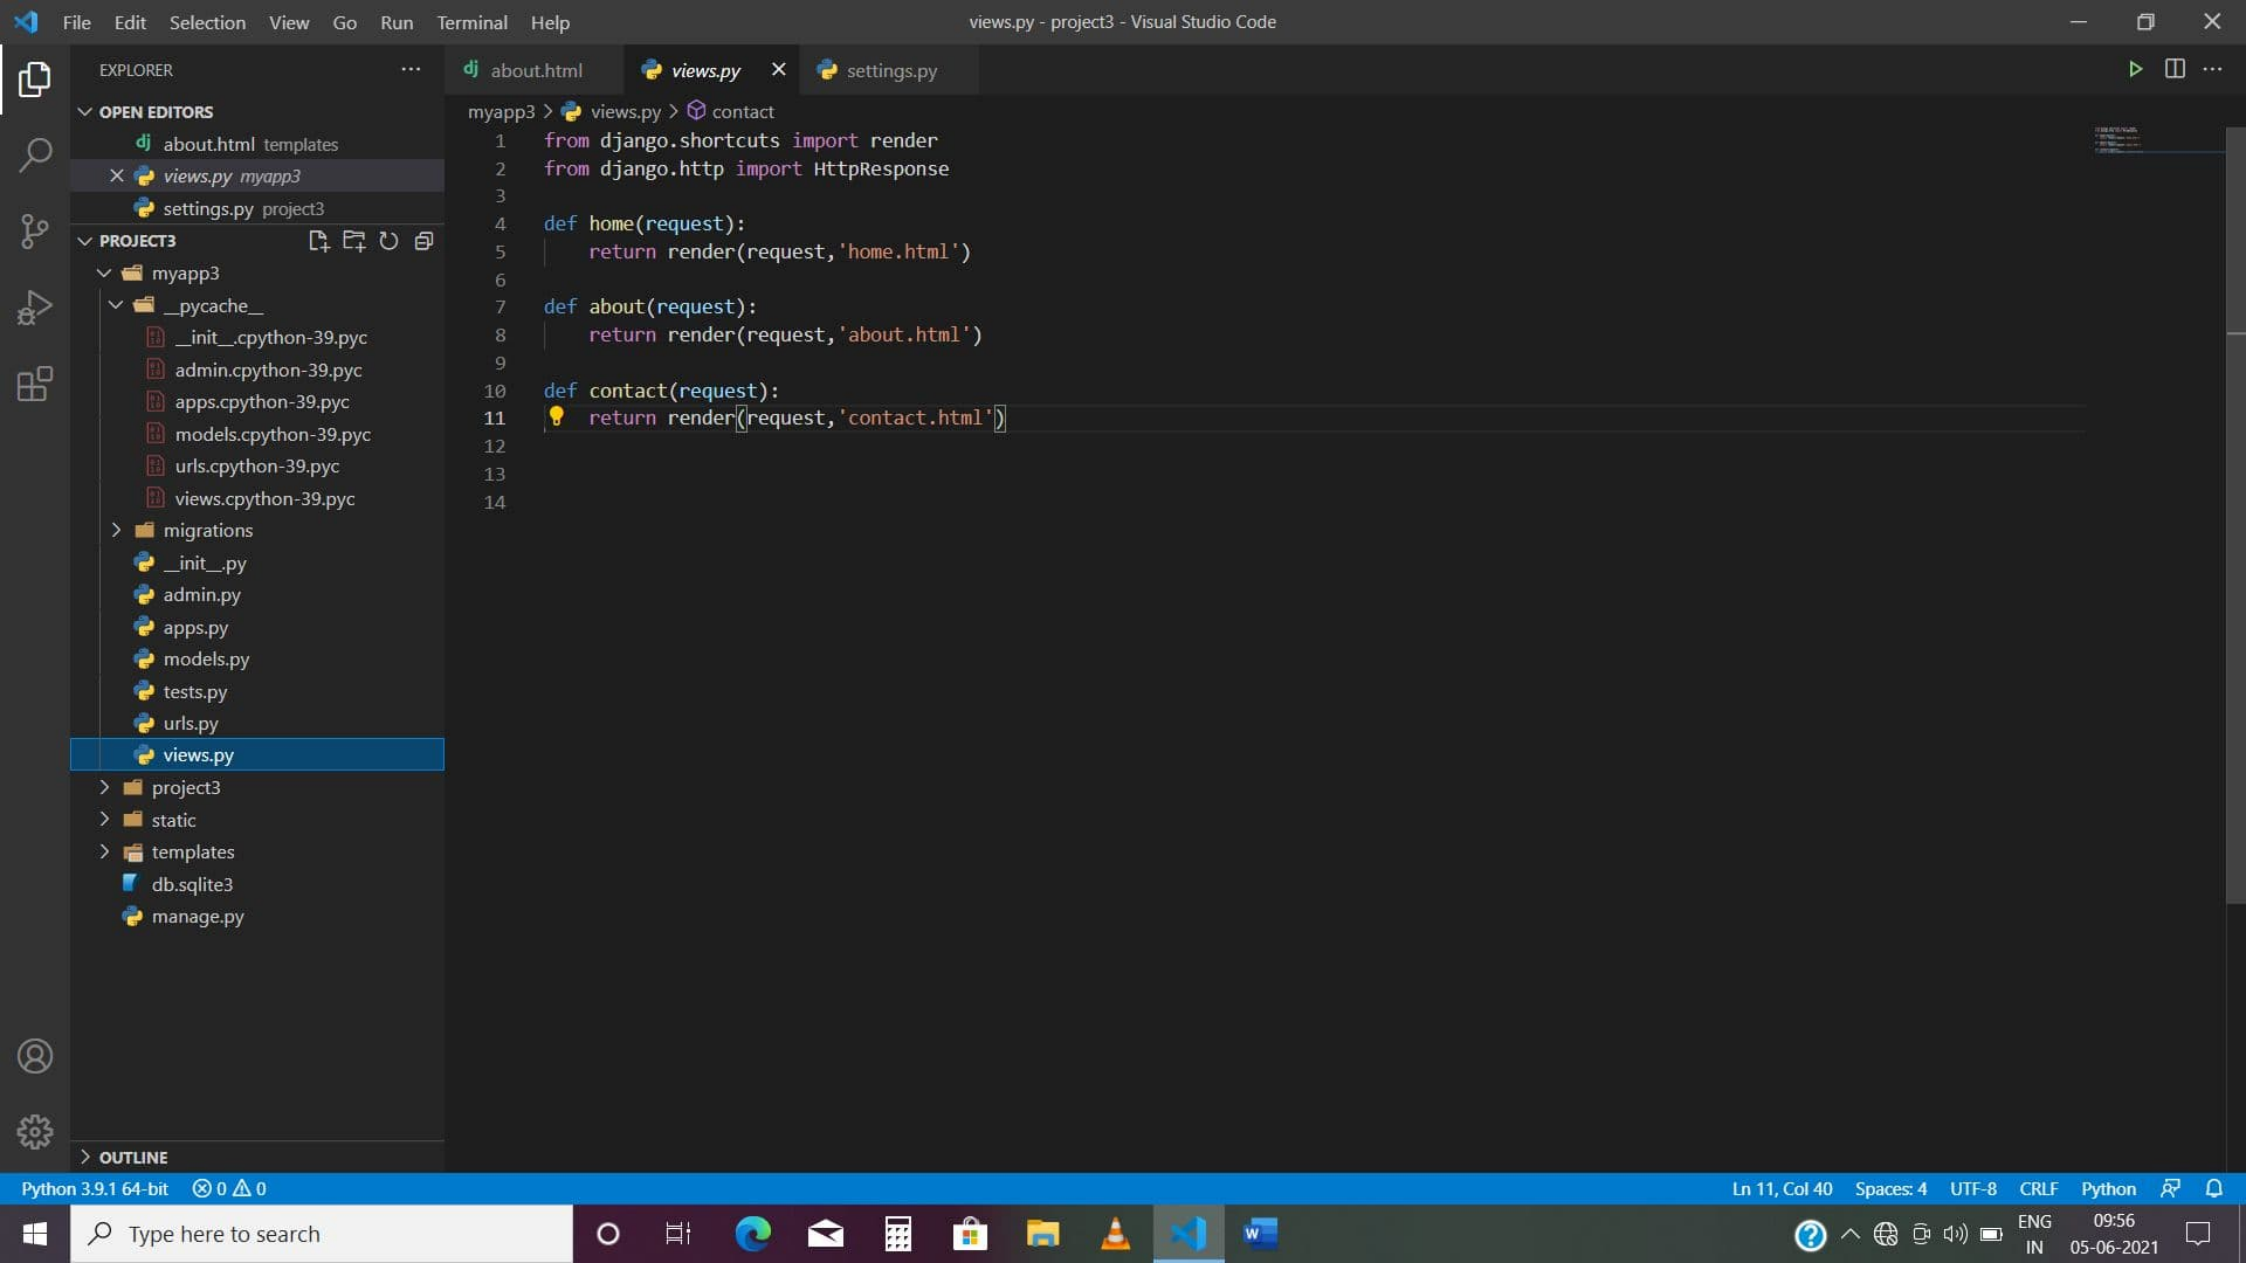 File Edit Selection View Go Run Terminal Help
views.py - project3 - Visual Studio Code
EXPLORER
OPEN EDITORS
about.html templates
views.py myapp3
settings.py project3
PROJECT3
myapp3
__pycache__
__init__.cpython-39.pyc
admin.cpython-39.pyc
apps.cpython-39.pyc
models.cpython-39.pyc
urls.cpython-39.pyc
views.cpython-39.pyc
migrations
__init__.py
admin.py
apps.py
models.py
tests.py
urls.py
views.py
project3
static
templates
db.sqlite3
manage.py
OUTLINE
about.html views.py settings.py
myapp3 > views.py > contact
1 from django.shortcuts import render
2 from django.http import HttpResponse
3
4 def home(request):
5     return render(request,'home.html')
6
7 def about(request):
8     return render(request,'about.html')
9
10 def contact(request):
11     return render(request,'contact.html')
12
13
14
Python 3.9.1 64-bit 0 0
Ln 11, Col 40 Spaces: 4 UTF-8 CRLF Python
Type here to search
ENG
IN
09:56
05-06-2021